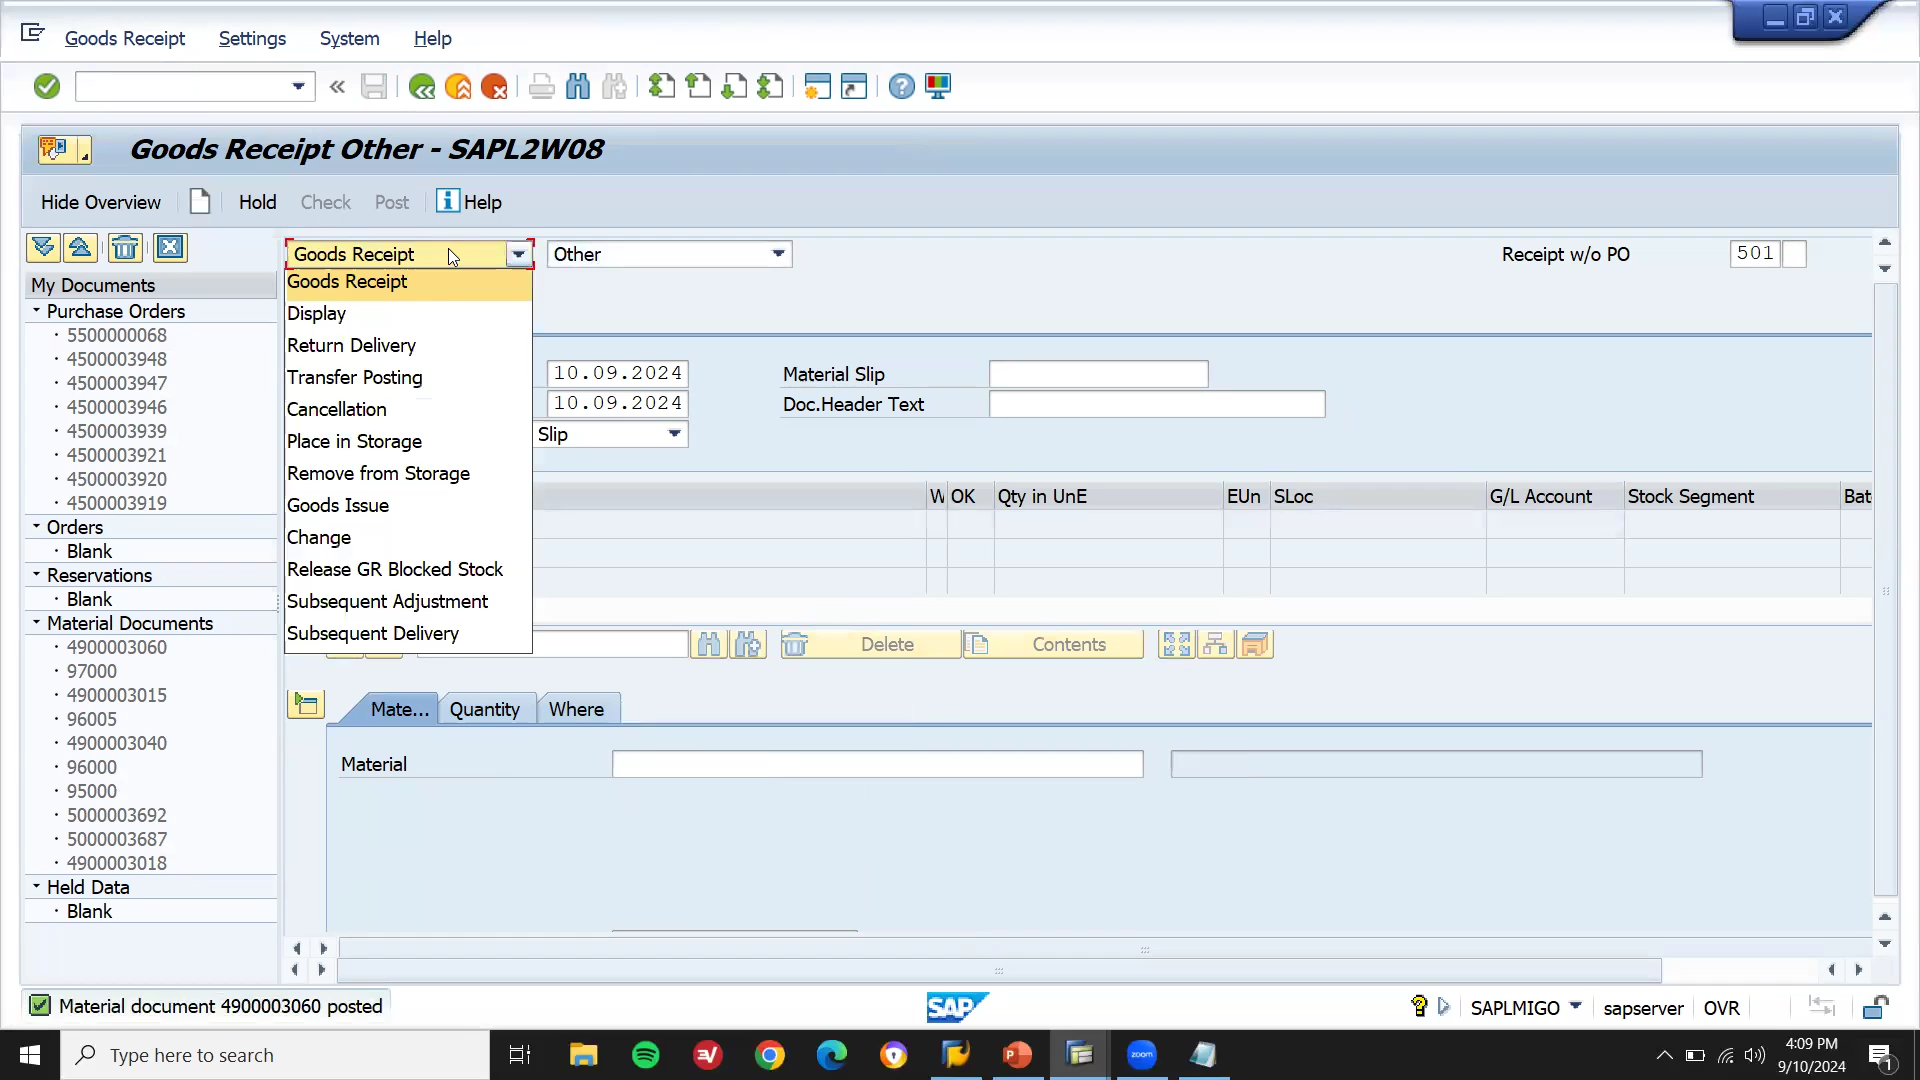 Goods Receipt Settings System Help
Goods Receipt Other - SAPL2W08
Hide Overview Hold Check Post Help
Goods Receipt Other Receipt w/o PO 501
My Documents
Purchase Orders
5500000068
4500003948
4500003947
4500003946
4500003939
4500003921
4500003920
4500003919
Orders
Blank
Reservations
Blank
Material Documents
4900003060
97000
4900003015
96005
4900003040
96000
95000
5000003692
5000003687
4900003018
Held Data
Blank
Goods Receipt
Display
Return Delivery
Transfer Posting
Cancellation
Place in Storage
Remove from Storage
Goods Issue
Change
Release GR Blocked Stock
Subsequent Adjustment
Subsequent Delivery
10.09.2024 Material Slip
10.09.2024 Doc.Header Text
Slip
W OK Qty in UnE EUn SLoc G/L Account Stock Segment Bat
Delete Contents
Mate... Quantity Where
Material
Material document 4900003060 posted
SAP
SAPLMIGO sapserver OVR
Type here to search
zoom
4:09 PM
9/10/2024
1